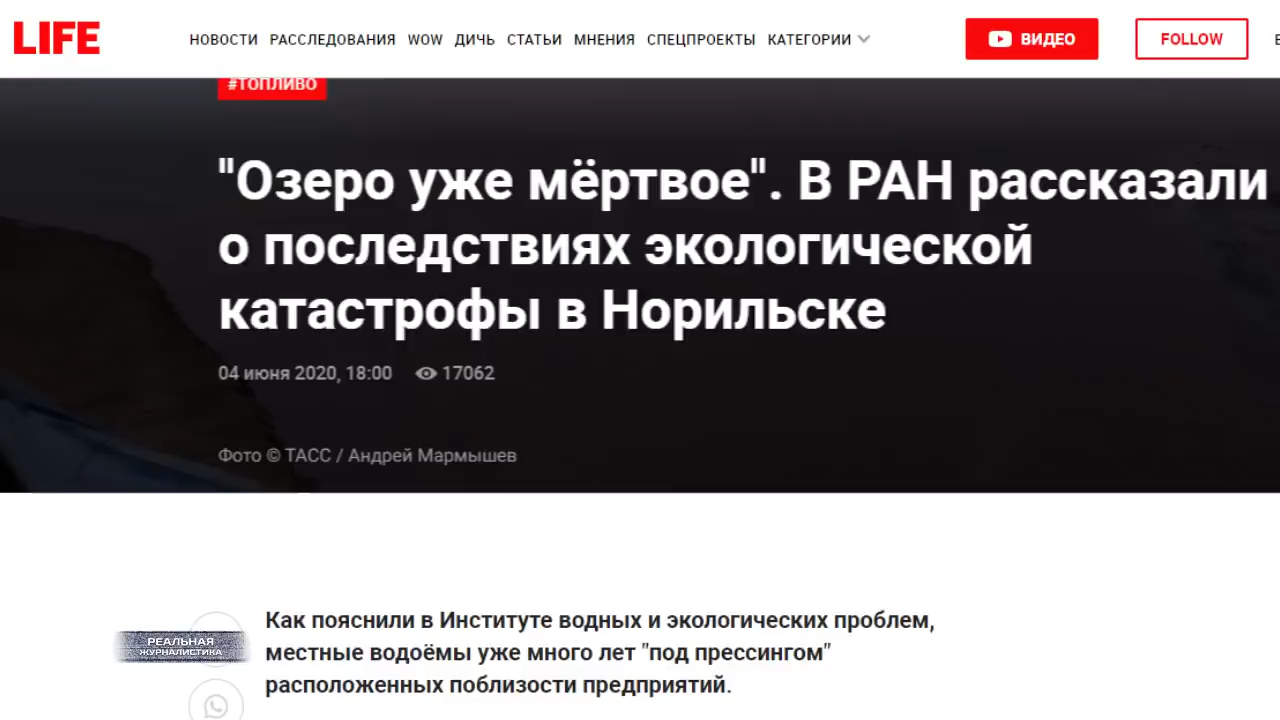 LIFE
НОВОСТИ РАССЛЕДОВАНИЯ WOW ДИЧЬ СТАТЬИ МНЕНИЯ СПЕЦПРОЕКТЫ КАТЕГОРИИ
ВИДЕО
FOLLOW
#ТОПЛИВО
"Озеро уже мёртвое". В РАН рассказали
о последствиях экологической
катастрофы в Норильске
04 июня 2020, 18:00 17062
Фото © ТАСС / Андрей Мармышев
Как пояснили в Институте водных и экологических проблем,
местные водоёмы уже много лет "под прессингом"
расположенных поблизости предприятий.
РЕАЛЬНАЯ
ЖУРНАЛИСТИКА